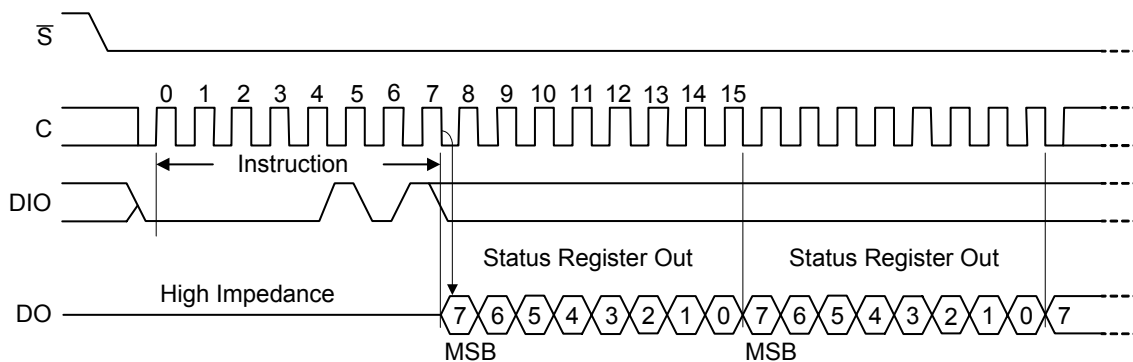 S
0 1 2 3 4 5 6 7 8 9 10 11 12 13 14 15
C
Instruction
DIO
Status Register Out Status Register Out
High Impedance
DO 7 6 5 4 3 2 1 0 7 6 5 4 3 2 1 0 7
MSB MSB